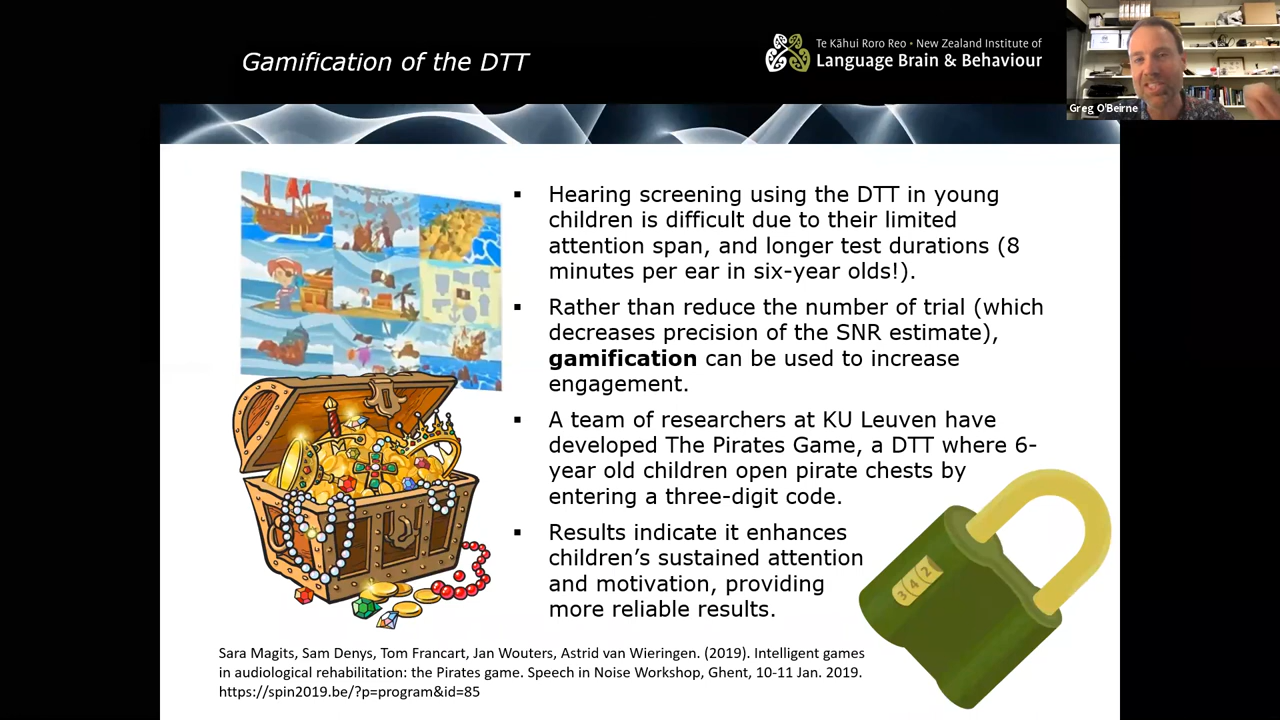 Gamification of the DTT
Te Kāhui Roro Reo • New Zealand Institute of
Language Brain & Behaviour
Greg O'Beirne
▪ Hearing screening using the DTT in young
children is difficult due to their limited
attention span, and longer test durations (8
minutes per ear in six-year olds!).
▪ Rather than reduce the number of trial (which
decreases precision of the SNR estimate),
gamification can be used to increase
engagement.
▪ A team of researchers at KU Leuven have
developed The Pirates Game, a DTT where 6-
year old children open pirate chests by
entering a three-digit code.
▪ Results indicate it enhances
children’s sustained attention
and motivation, providing
more reliable results.
3 4 2
Sara Magits, Sam Denys, Tom Francart, Jan Wouters, Astrid van Wieringen. (2019). Intelligent games
in audiological rehabilitation: the Pirates game. Speech in Noise Workshop, Ghent, 10-11 Jan. 2019.
https://spin2019.be/?p=program&id=85